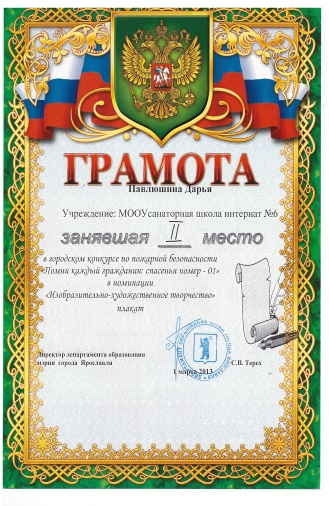 ГРАМОТА
Павлюшина Дарья
Учреждение: МООУсанаторная школа интернат №6
занявшая II место
в городском конкурсе по пожарной безопасности
«Помни каждый гражданин: спасенья номер - 01»
в номинации
«Изобразительно-художественное творчество»
плакат
Директор департамента образования
мэрии города Ярославля
С.В. Терех
1 марта 2013